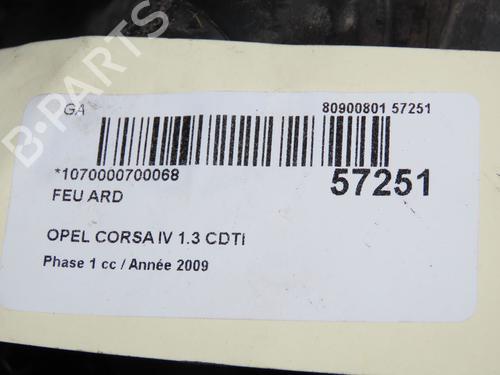 GA
80900801 57251
*1070000700068
57251
FEU ARD
OPEL CORSA IV 1.3 CDTI
Phase 1 cc / Année 2009
B-PARTS